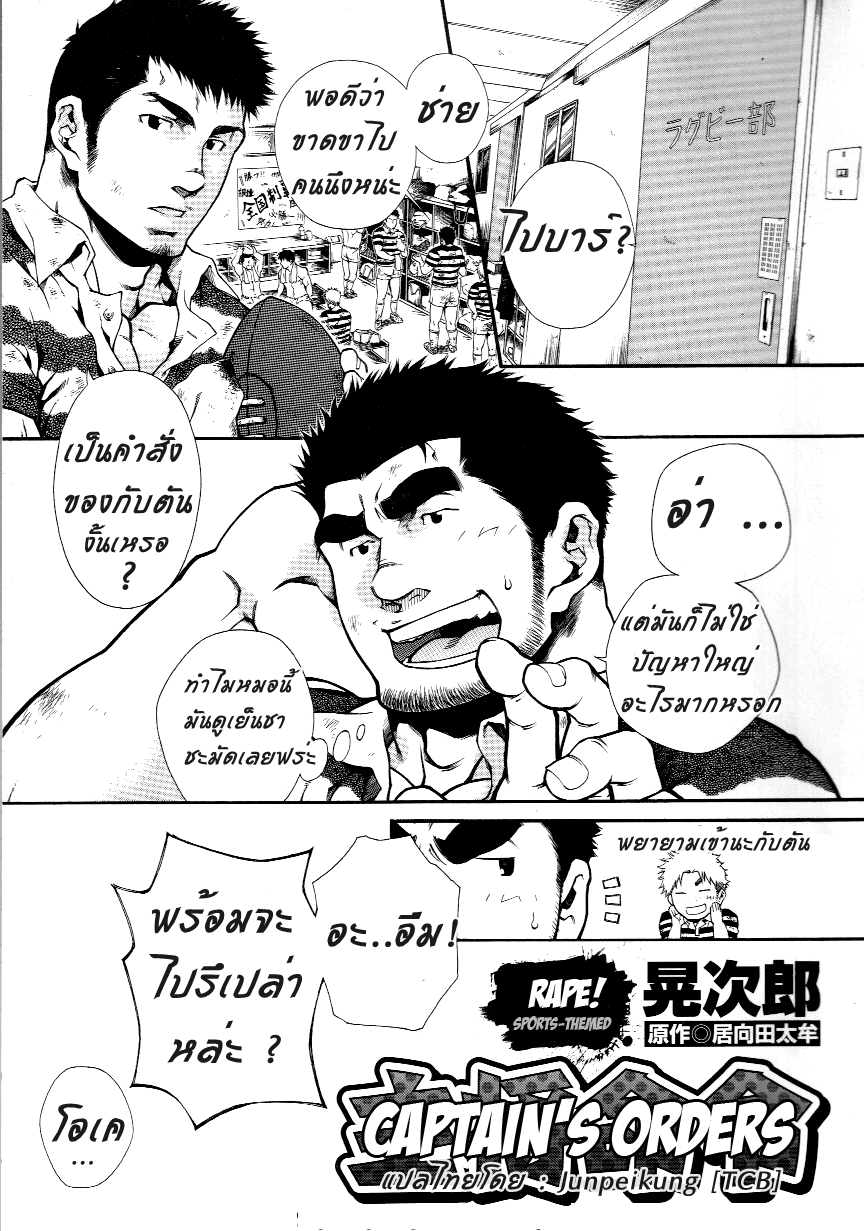 ラグビー部
ไปบาร์?
ช่าย
พอดีว่า
ขาดขาไป
คนนึงหน่ะ
全国制覇
อ่า ...
แต่มันก็ไม่ใช่
ปัญหาใหญ่
อะไรมากหรอก
เป็นคำสั่ง
ของกับตัน
งั้นเหรอ
?
ทำไมหมอนี้
มันดูเย็นชา
ชะมัดเลยฟร่ะ
พยายามเข้านะกับตัน
อะ..อืม!
พร้อมจะ
ไปรึเปล่า
หล่ะ ?
โอเค
...
RAPE!
SPORTS-THEMED
晃次郎
原作◎居向田太牟
CAPTAIN'S ORDERS
แปลไทยโดย : Junpeikung [TCB]